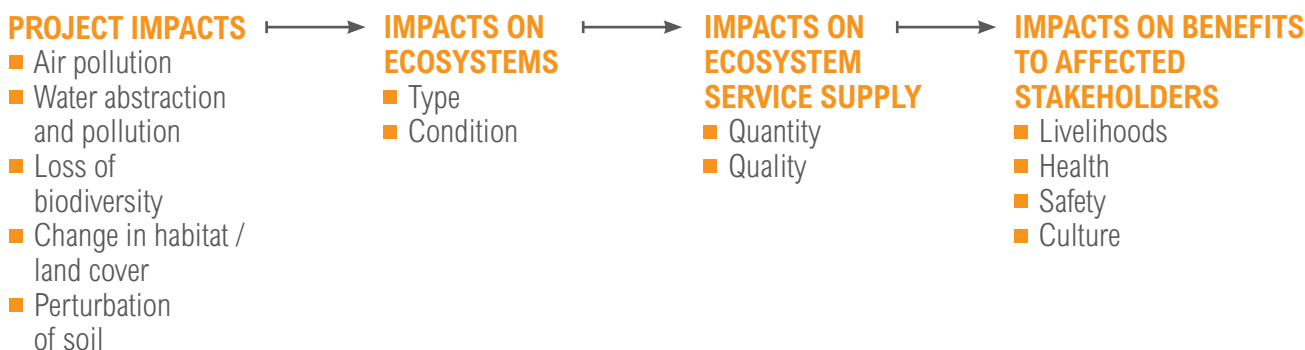 PROJECT IMPACTS
Air pollution
Water abstraction
and pollution
Loss of
biodiversity
Change in habitat /
land cover
Perturbation
of soil
IMPACTS ON
ECOSYSTEMS
Type
Condition
IMPACTS ON
ECOSYSTEM
SERVICE SUPPLY
Quantity
Quality
IMPACTS ON BENEFITS
TO AFFECTED
STAKEHOLDERS
Livelihoods
Health
Safety
Culture